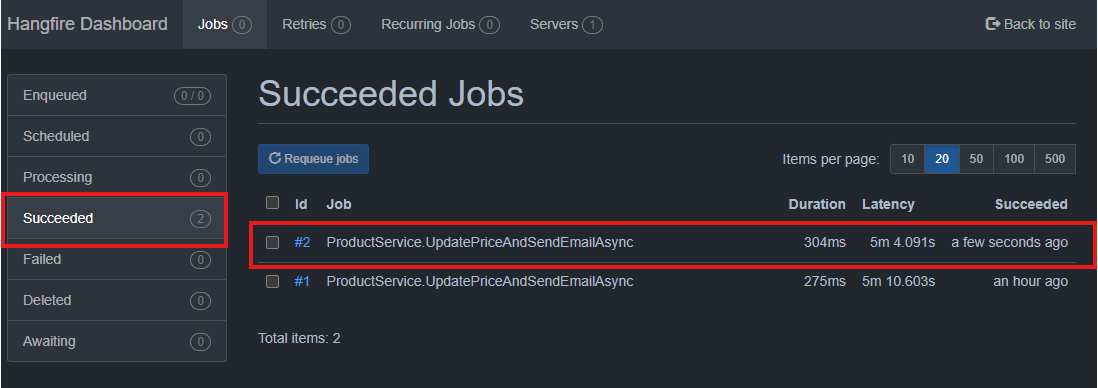 Hangfire Dashboard Jobs 0 Retries 0 Recurring Jobs 0 Servers 1 Back to site
Enqueued 0 / 0
Scheduled 0
Processing 0
Succeeded 2
Failed 0
Deleted 0
Awaiting 0
Succeeded Jobs
Requeue jobs Items per page: 10 20 50 100 500
Id Job Duration Latency Succeeded
#2 ProductService.UpdatePriceAndSendEmailAsync 304ms 5m 4.091s a few seconds ago
#1 ProductService.UpdatePriceAndSendEmailAsync 275ms 5m 10.603s an hour ago
Total items: 2